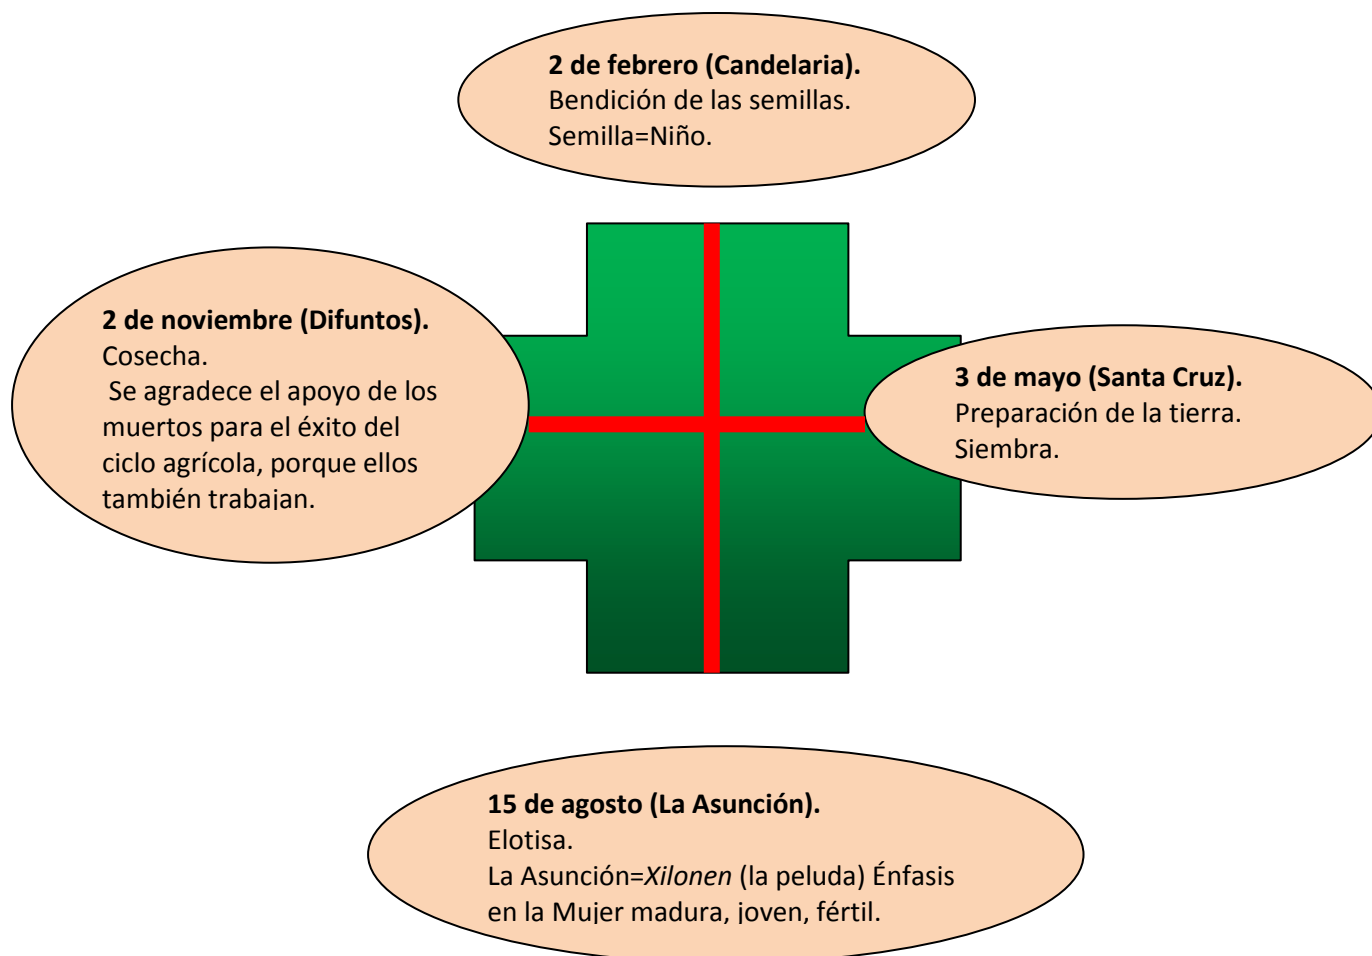 2 de febrero (Candelaria).
Bendición de las semillas.
Semilla=Niño.
2 de noviembre (Difuntos).
Cosecha.
Se agradece el apoyo de los
muertos para el éxito del
ciclo agrícola, porque ellos
también trabajan.
3 de mayo (Santa Cruz).
Preparación de la tierra.
Siembra.
15 de agosto (La Asunción).
Elotisa.
La Asunción=Xilonen (la peluda) Énfasis
en la Mujer madura, joven, fértil.